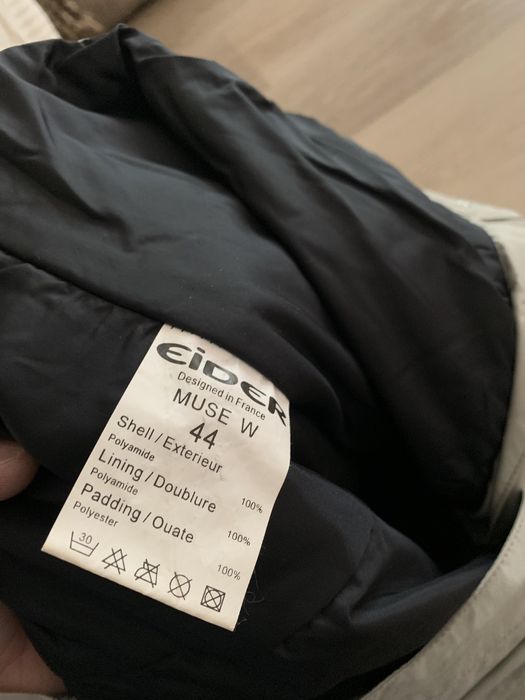 EiDER
Designed in France
MUSE W
44
Shell / Exterieur
Polyamide 100%
Lining / Doublure
Polyamide 100%
Padding / Ouate
Polyester 100%
30